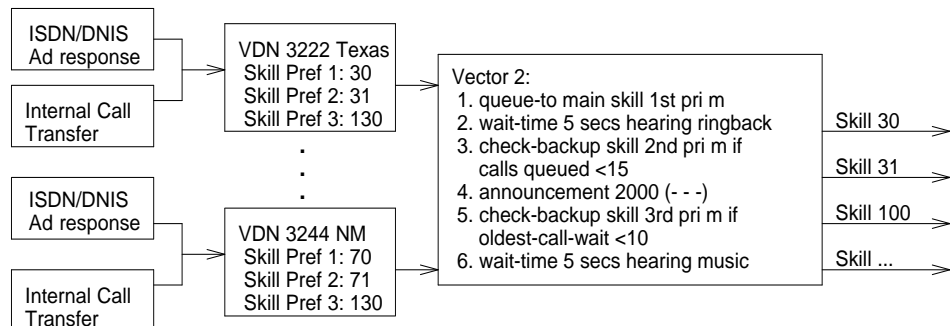 ISDN/DNIS
Ad response
Internal Call
Transfer
VDN 3222 Texas
Skill Pref 1: 30
Skill Pref 2: 31
Skill Pref 3: 130
.
.
.
ISDN/DNIS
Ad response
Internal Call
Transfer
VDN 3244 NM
Skill Pref 1: 70
Skill Pref 2: 71
Skill Pref 3: 130
Vector 2:
1. queue-to main skill 1st pri m
2. wait-time 5 secs hearing ringback
3. check-backup skill 2nd pri m if
calls queued <15
4. announcement 2000 (- - -)
5. check-backup skill 3rd pri m if
oldest-call-wait <10
6. wait-time 5 secs hearing music
Skill 30
Skill 31
Skill 100
Skill ...